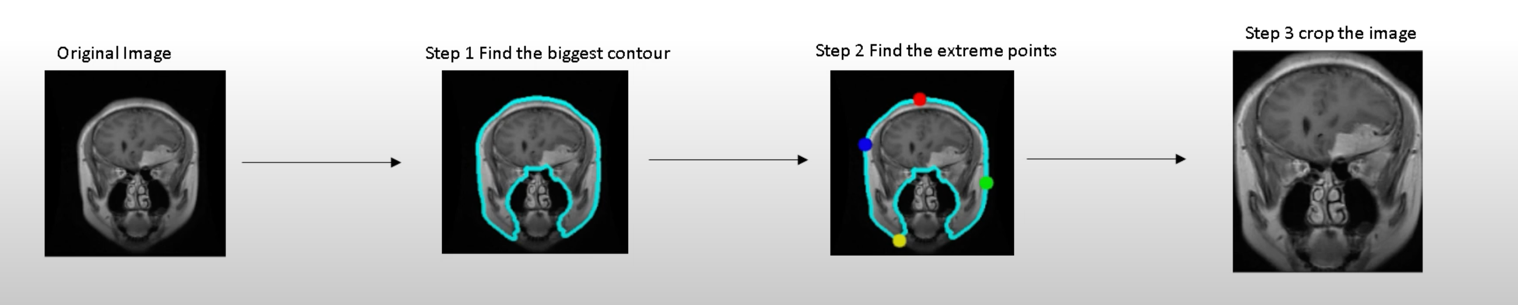 Original Image
Step 1 Find the biggest contour
Step 2 Find the extreme points
Step 3 crop the image